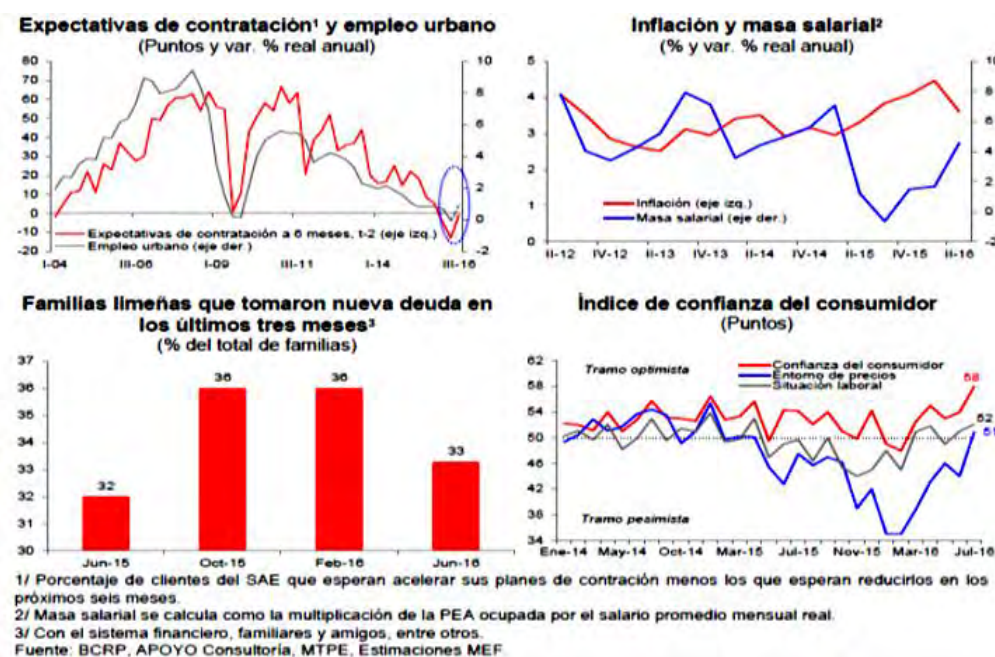 Expectativas de contratación¹ y empleo urbano
(Puntos y var. % real anual)
80
70
60
50
40
30
20
10
0
-10
-20
10
8
6
4
2
0
-2
Expectativas de contratación a 6 meses, t-2 (eje izq.)
Empleo urbano (eje der.)
I-04
III-06
I-09
III-11
I-14
III-16
Inflación y masa salarial²
(% y var. % real anual)
5
4
3
2
1
0
10
8
6
4
2
0
-2
Inflación (eje izq.)
Masa salarial (eje der.)
II-12
IV-12
II-13
IV-13
II-14
IV-14
II-15
IV-15
II-16
Familias limeñas que tomaron nueva deuda en
los últimos tres meses³
(% del total de familias)
37
36
35
34
33
32
31
30
32
36
36
33
Jun-15
Oct-15
Feb-16
Jun-16
Índice de confianza del consumidor
(Puntos)
62
58
54
50
46
42
38
34
Tramo optimista
Confianza del consumidor
Entorno de precios
Situación laboral
58
52
51
Tramo pesimista
Ene-14
May-14
Oct-14
Mar-15
Jul-15
Nov-15
Mar-16
Jul-16
1/ Porcentaje de clientes del SAE que esperan acelerar sus planes de contración menos los que esperan reducirlos en los
próximos seis meses.
2/ Masa salarial se calcula como la multiplicación de la PEA ocupada por el salario promedio mensual real.
3/ Con el sistema financiero, familiares y amigos, entre otros.
Fuente: BCRP, APOYO Consultoría, MTPE, Estimaciones MEF.